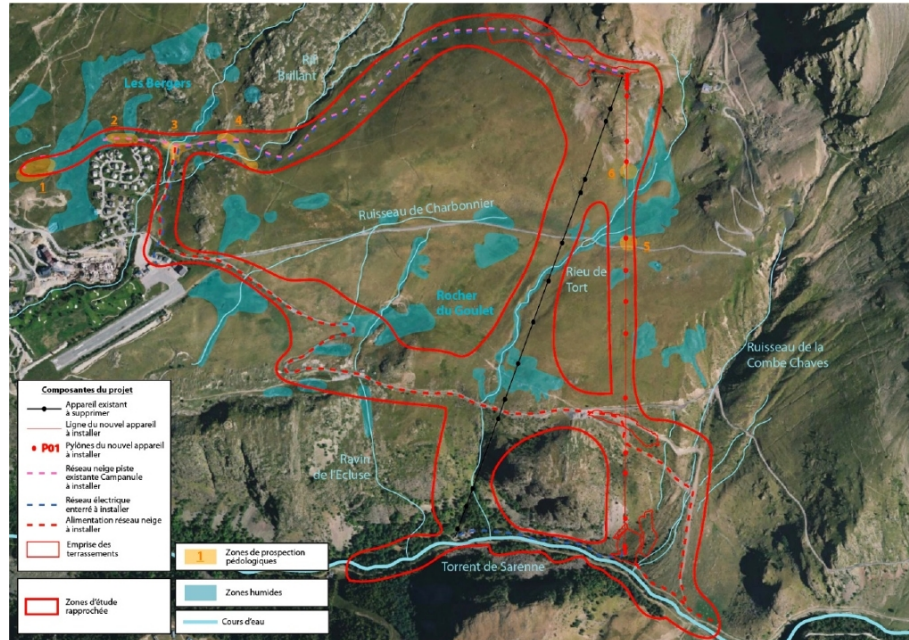 Les Bergers
Rif
Brillant
1
2
3
4
6
5
Ruisseau de Charbonnier
Rieu de
Tort
Rocher
du Goulet
Ruisseau de la
Combe Chaves
Ravin
de l'Ecluse
Torrent de Sarenne
Composantes du projet
Appareil existant
à supprimer
Ligne du nouvel appareil
à installer
P01
Pylônes du nouvel appareil
à installer
Réseau neige piste
existante Campanule
à installer
Réseau électrique
enterré à installer
Alimentation réseau neige
à installer
Emprise des
terrassements
Zones d'étude
rapprochée
1
Zones de prospection
pédologiques
Zones humides
Cours d'eau